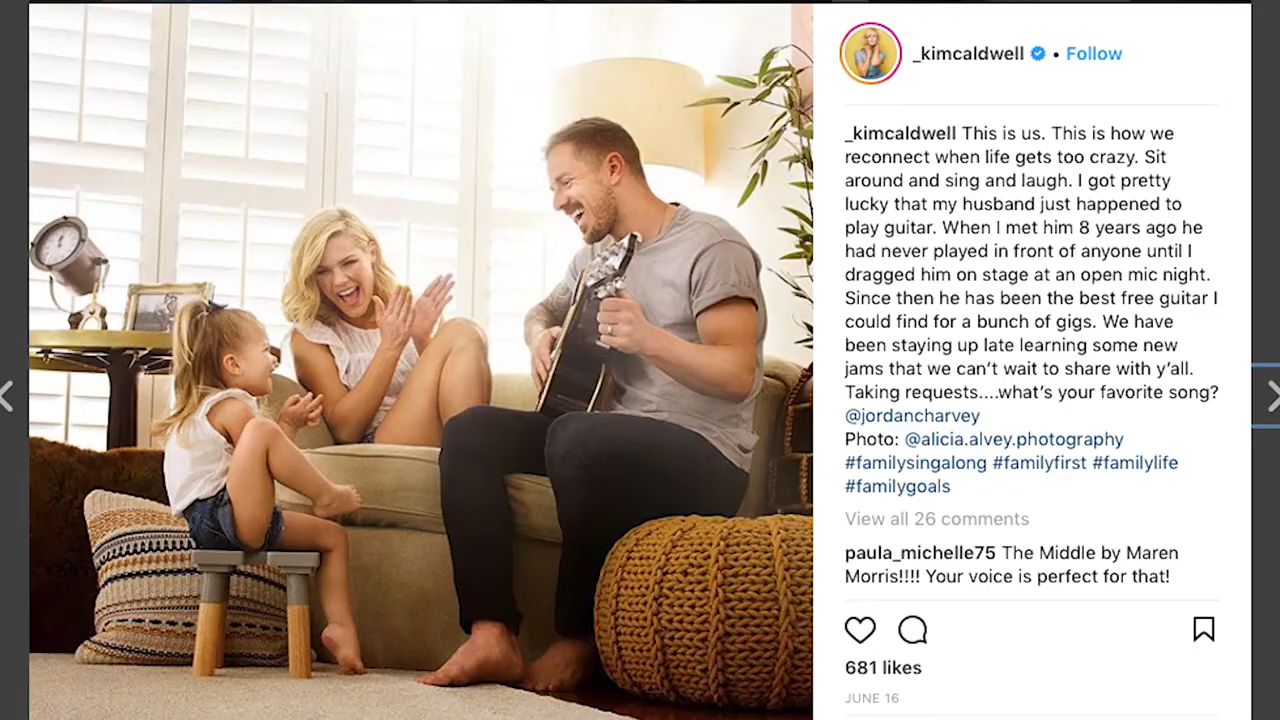 _kimcaldwell • Follow
_kimcaldwell This is us. This is how we
reconnect when life gets too crazy. Sit
around and sing and laugh. I got pretty
lucky that my husband just happened to
play guitar. When I met him 8 years ago he
had never played in front of anyone until I
dragged him on stage at an open mic night.
Since then he has been the best free guitar I
could find for a bunch of gigs. We have
been staying up late learning some new
jams that we can’t wait to share with y’all.
Taking requests....what’s your favorite song?
@jordancharvey
Photo: @alicia.alvey.photography
#familysingalong #familyfirst #familylife
#familygoals
View all 26 comments
paula_michelle75 The Middle by Maren
Morris!!!! Your voice is perfect for that!
681 likes
JUNE 16